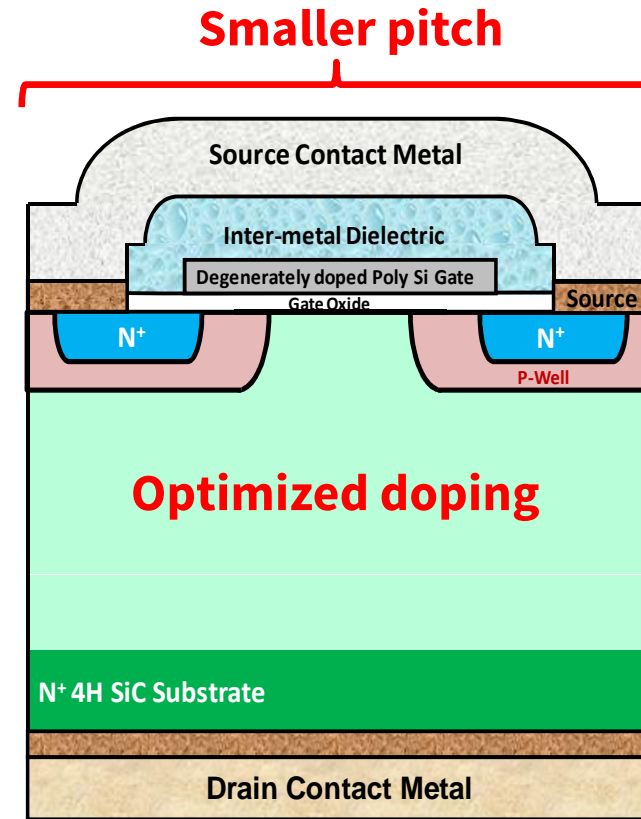 Smaller pitch
Source Contact Metal
Inter-metal Dielectric
Degenerately doped Poly Si Gate
Gate Oxide
Source
N⁺
N⁺
P-Well
Optimized doping
N⁺ 4H SiC Substrate
Drain Contact Metal